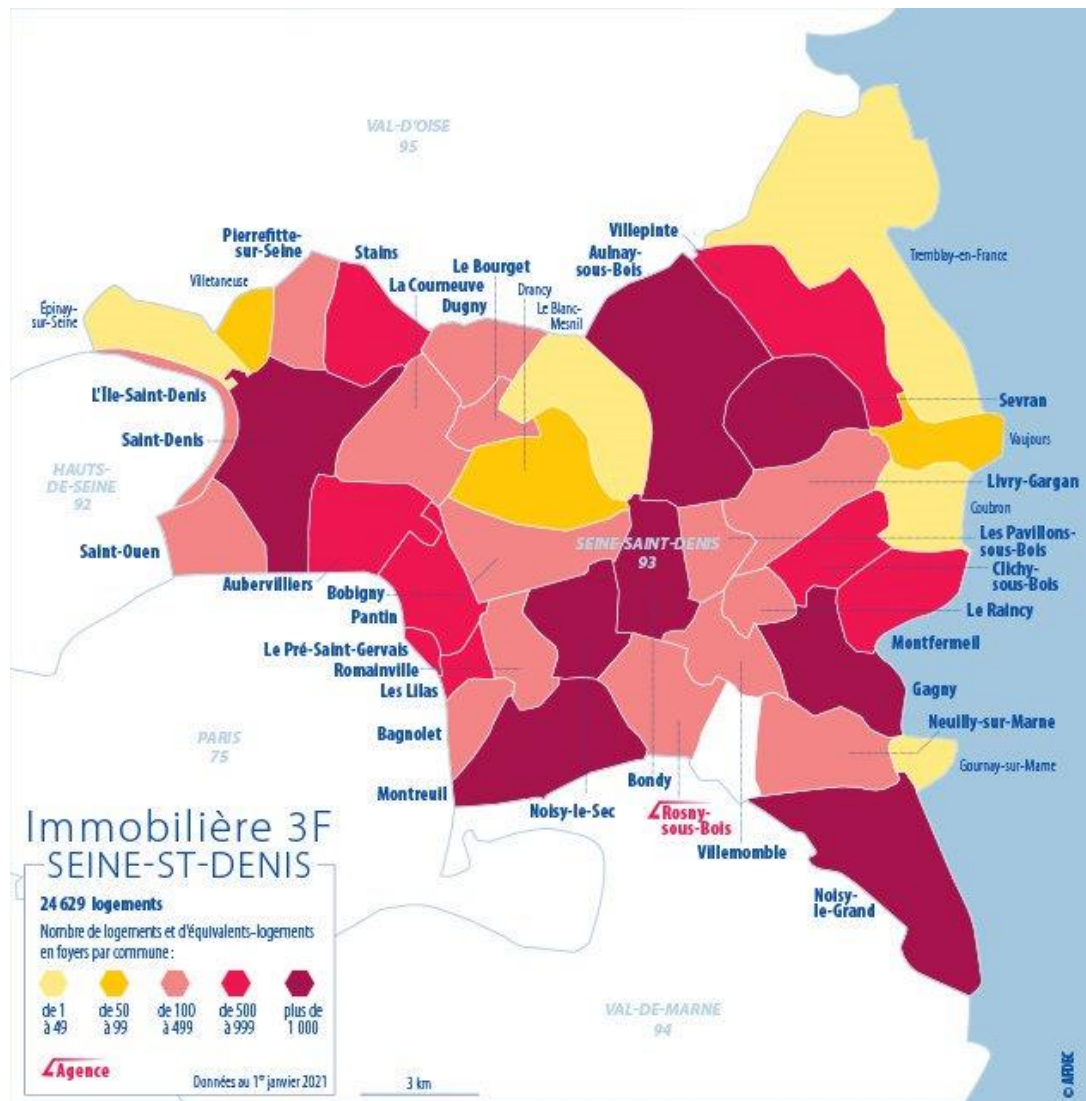 VAL-D'OISE
95
Villepinte
Aulnay-
sous-Bois
Pierrefitte-
sur-Seine
Stains
Le Bourget
La Courneuve
Dugny
Drancy
Le Blanc-
Mesnil
Villetaneuse
Épinay-
sur-Seine
Tremblay-en-France
L'Île-Saint-Denis
Saint-Denis
HAUTS-
DE-SEINE
92
Saint-Ouen
Sevran
Vaujours
Livry-Gargan
Coubron
Les Pavillons-
sous-Bois
Clichy-
sous-Bois
SEINE-SAINT-DENIS
93
Aubervilliers
Bobigny
Pantin
Le Raincy
Montfermeil
Le Pré-Saint-Gervais
Romainville
Les Lilas
Gagny
Bagnolet
Neuilly-sur-Marne
Gournay-sur-Marne
PARIS
75
Montreuil
Noisy-le-Sec
Bondy
Rosny-
sous-Bois
Villemomble
Noisy-
le-Grand
VAL-DE-MARNE
94
Immobilière 3F
SEINE-ST-DENIS
24 629 logements
Nombre de logements et d'équivalents-logements
en foyers par commune :
de 1
à 49
de 50
à 99
de 100
à 499
de 500
à 999
plus de
1 000
Agence
Données au 1er janvier 2021
3 km
© AFDEC